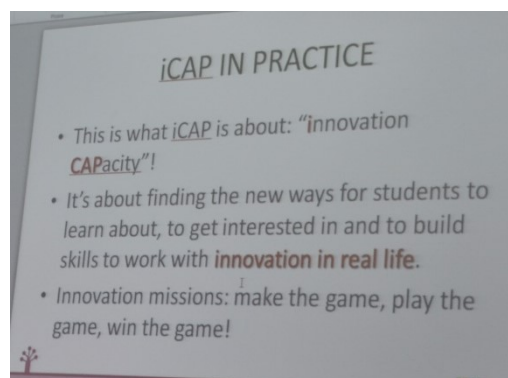 iCAP IN PRACTICE
• This is what iCAP is about: "innovation
CAPacity"!
• It's about finding the new ways for students to
learn about, to get interested in and to build
skills to work with innovation in real life.
• Innovation missions: make the game, play the
game, win the game!